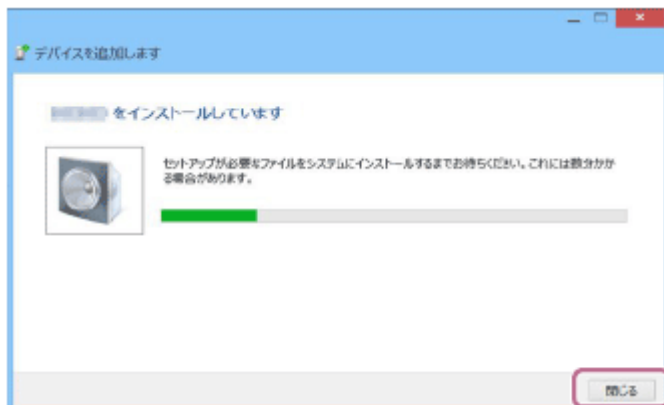 デバイスを追加します
をインストールしています
セットアップが必要なファイルをシステムにインストールするまでお待ちください。これには数分かか
る場合があります。
閉じる